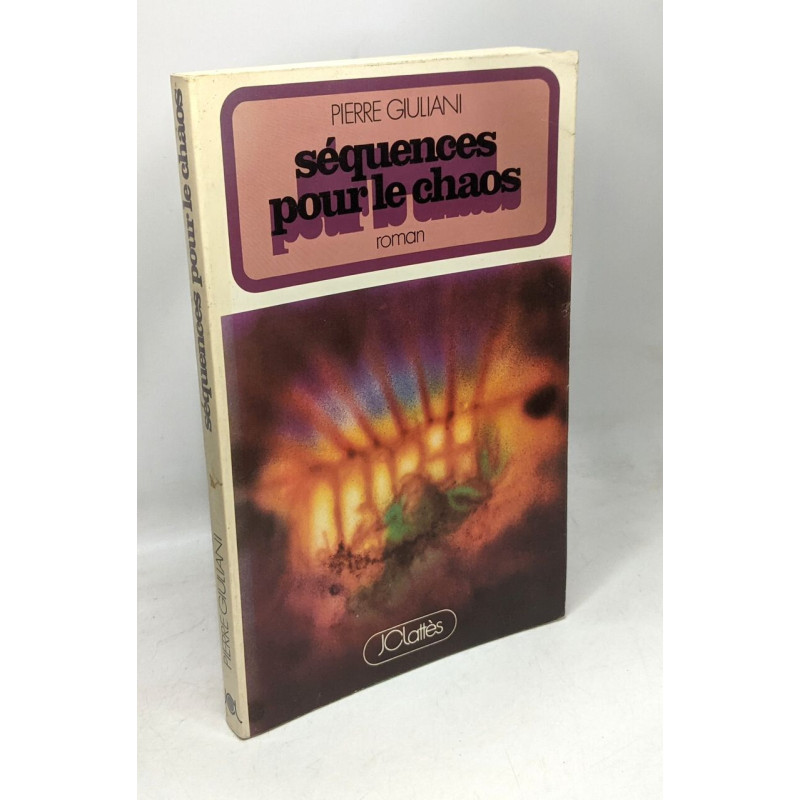 PIERRE GIULIANI
séquences
pour le chaos
roman
JCLattès
séquences pour le chaos
PIERRE GIULIANI